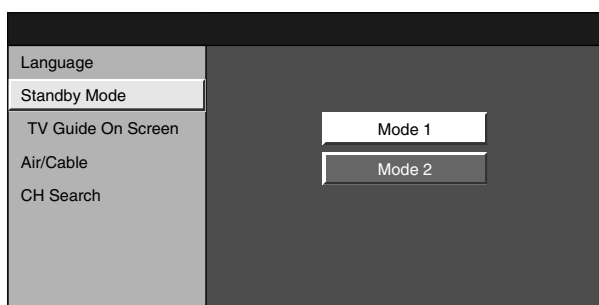 Language
Standby Mode
TV Guide On Screen
Air/Cable
CH Search
Mode 1
Mode 2